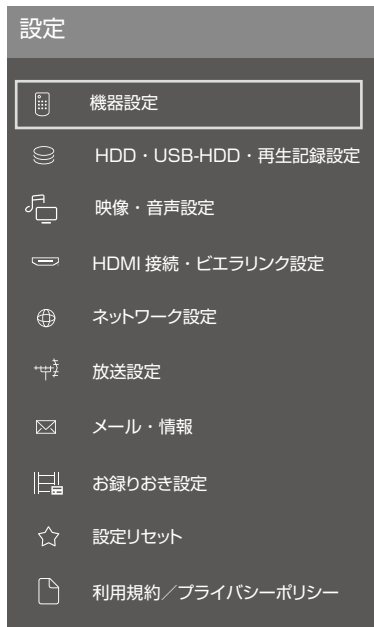 設定
機器設定
HDD・USB-HDD・再生記録設定
映像・音声設定
HDMI 接続・ビエラリンク設定
ネットワーク設定
放送設定
メール・情報
お録りおき設定
設定リセット
利用規約／プライバシーポリシー